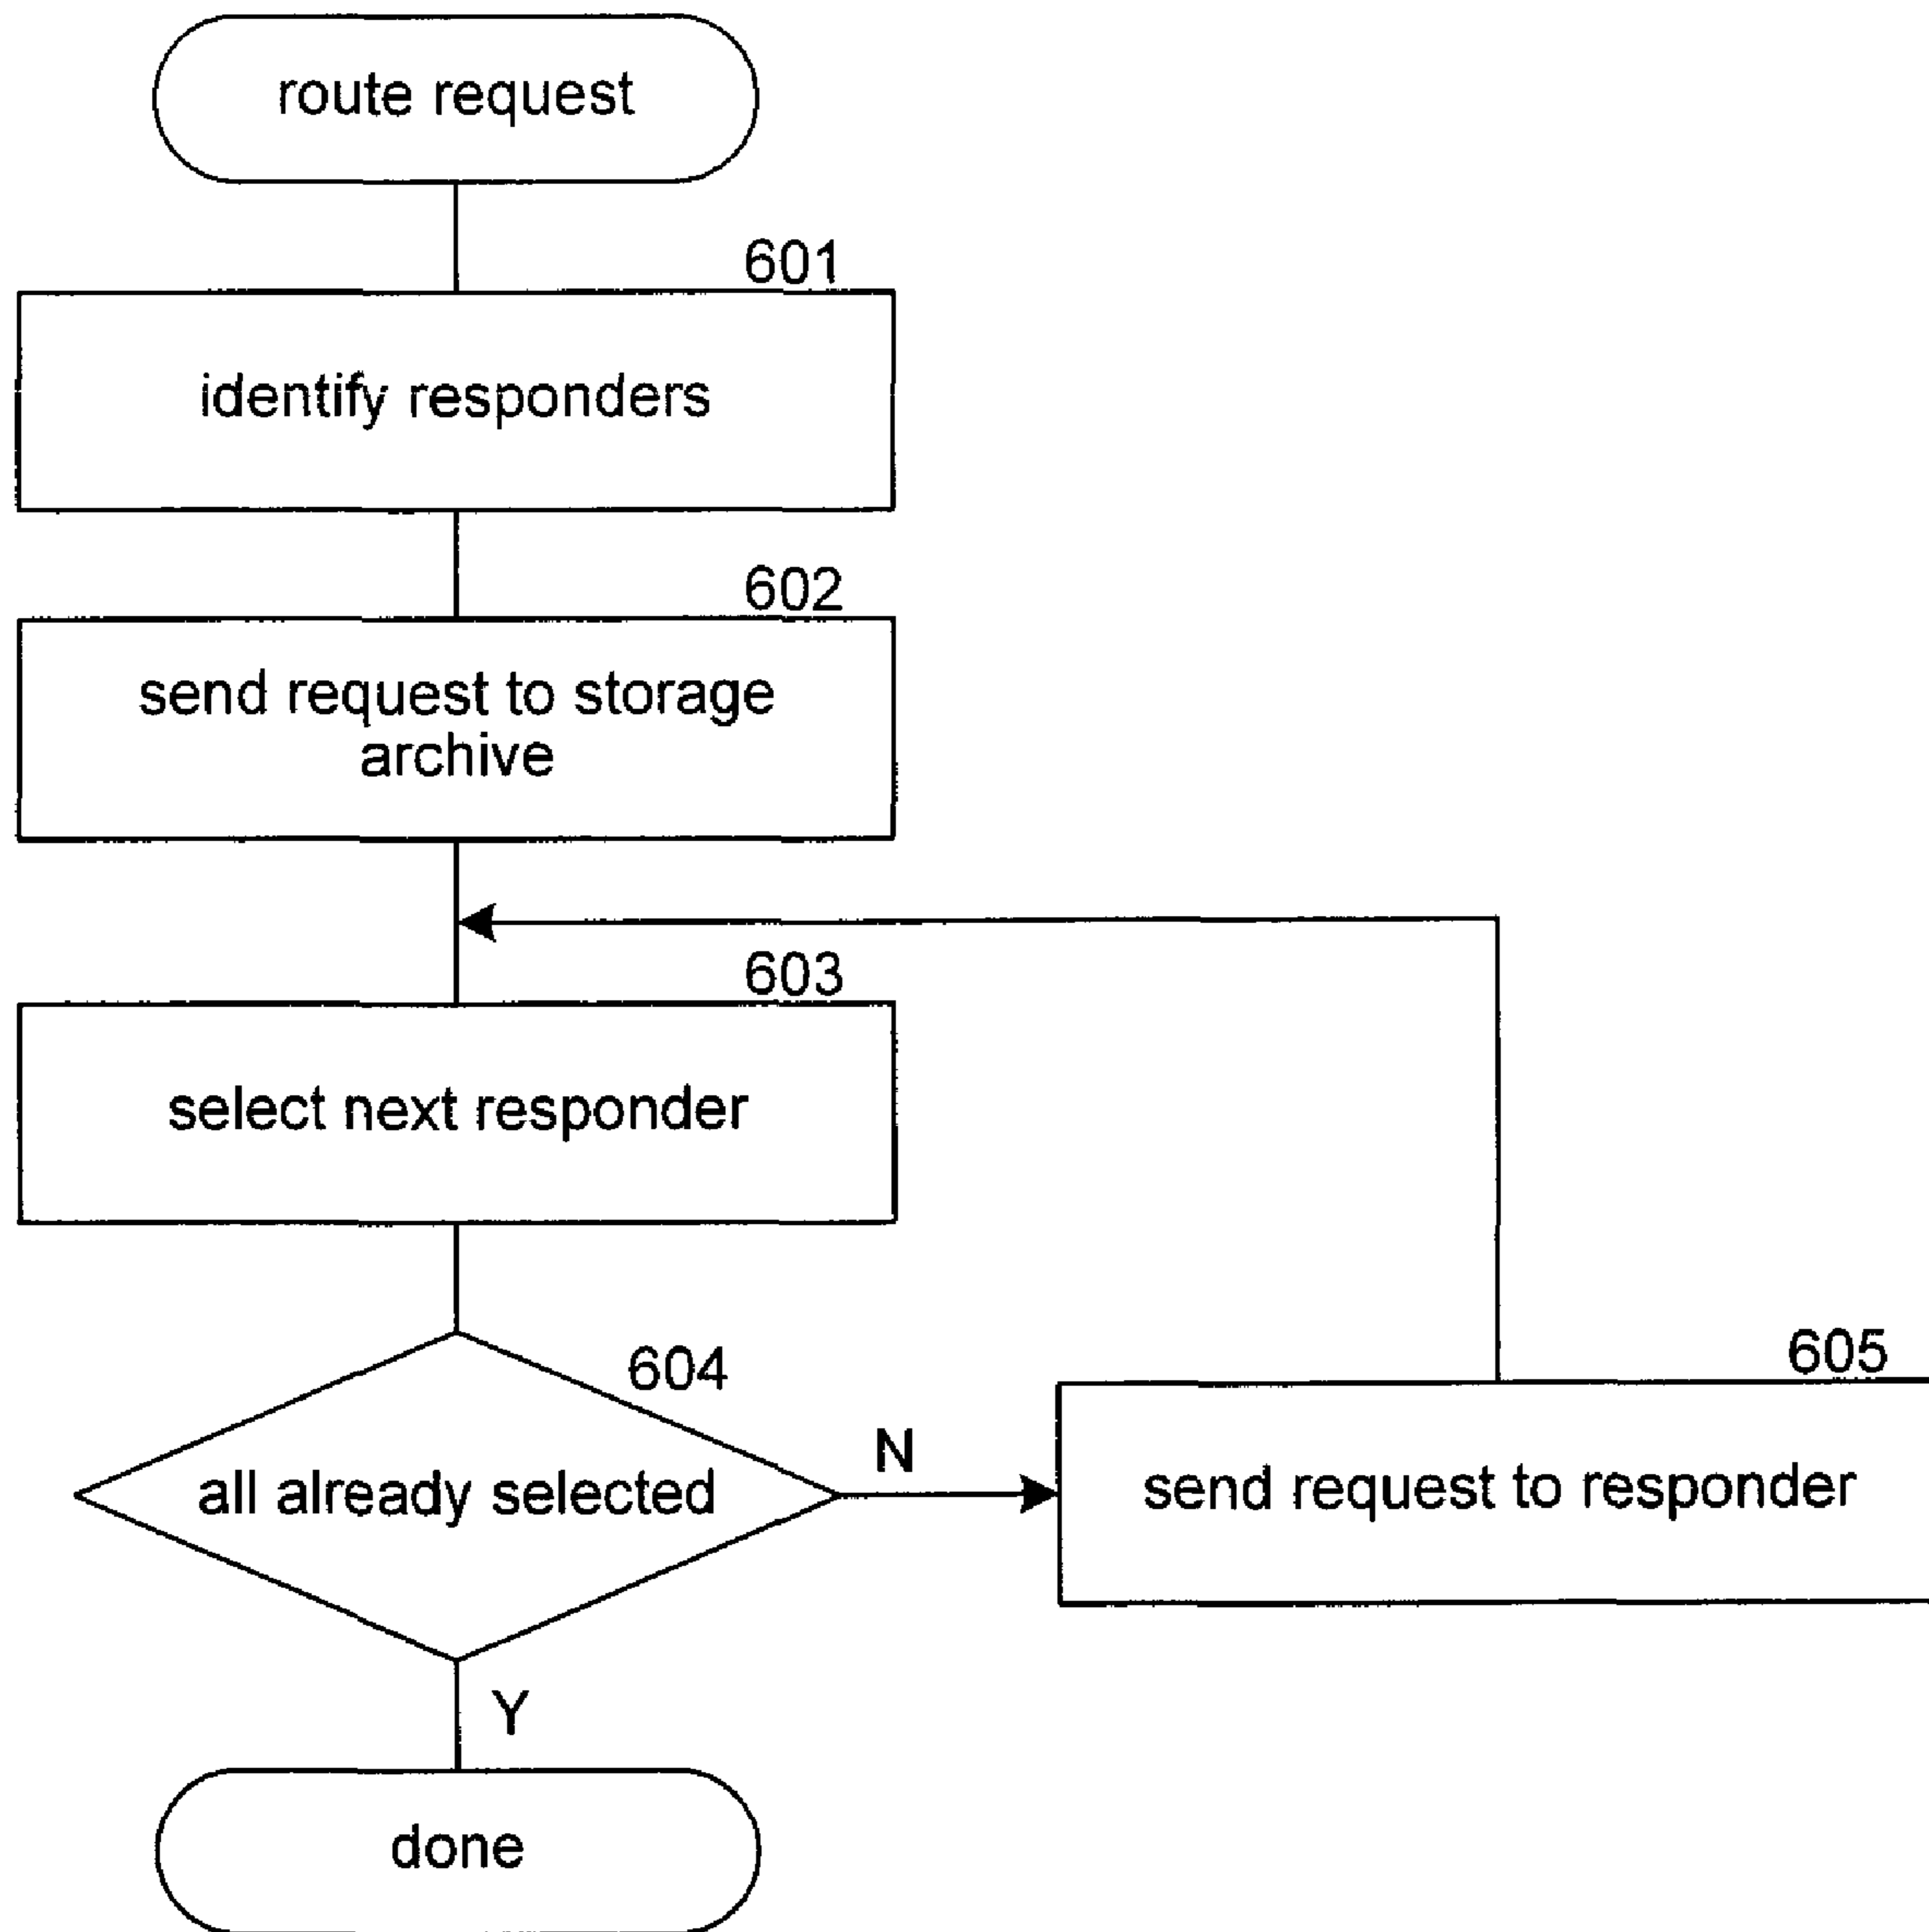 route request
601
identify responders
602
send request to storage
archive
603
select next responder
604
all already selected
N
605
send request to responder
Y
done